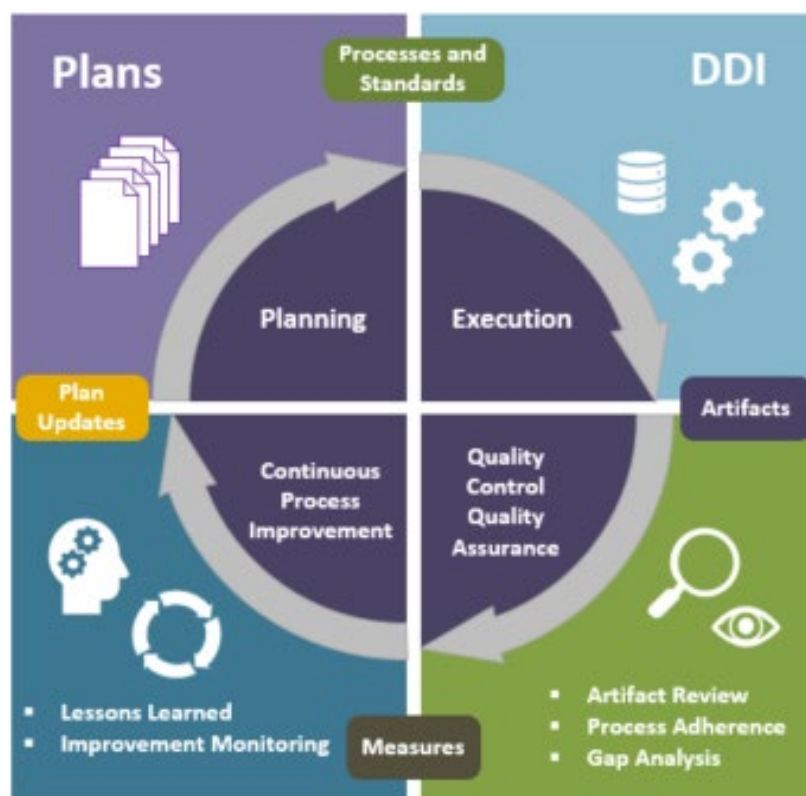 Plans
Processes and
Standards
DDI
Planning
Execution
Plan
Updates
Artifacts
Continuous
Process
Improvement
Quality
Control
Quality
Assurance
▪ Lessons Learned
▪ Improvement Monitoring
Measures
▪ Artifact Review
▪ Process Adherence
▪ Gap Analysis